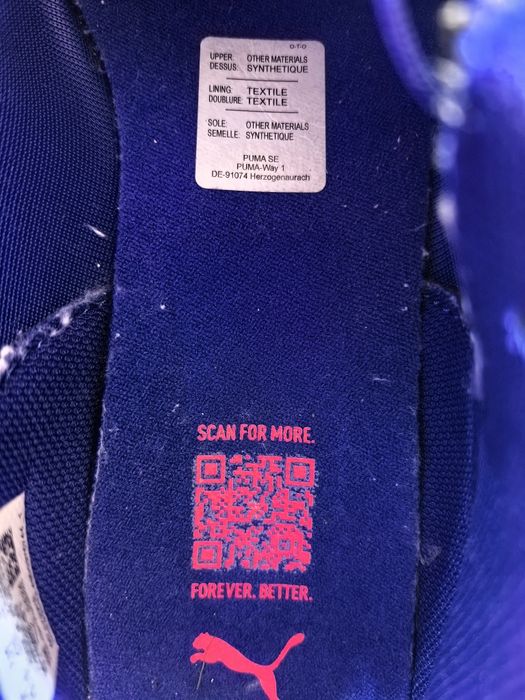 O-T-O
UPPER: OTHER MATERIALS
DESSUS: SYNTHETIQUE
LINING: TEXTILE
DOUBLURE: TEXTILE
SOLE: OTHER MATERIALS
SEMELLE: SYNTHETIQUE
PUMA SE
PUMA-Way 1
DE-91074 Herzogenaurach
SCAN FOR MORE.
FOREVER. BETTER.